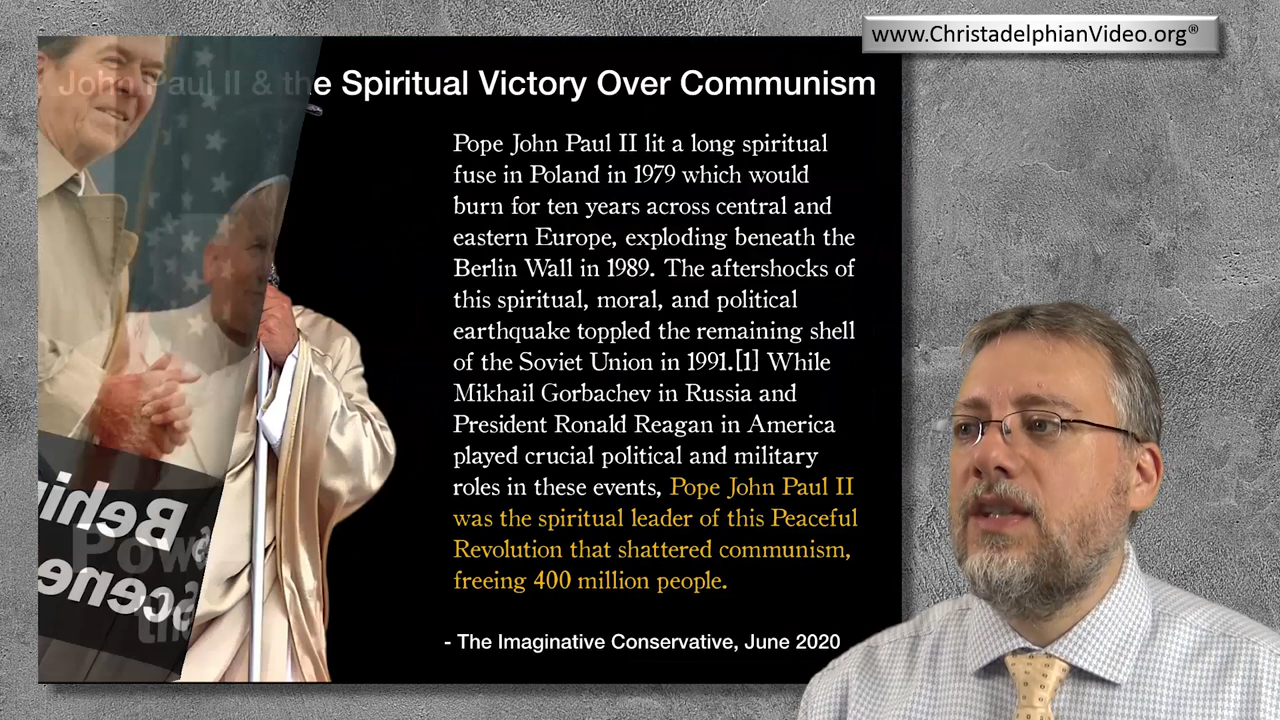 www.ChristadelphianVideo.org®
John Paul II & the Spiritual Victory Over Communism
Pope John Paul II lit a long spiritual
fuse in Poland in 1979 which would
burn for ten years across central and
eastern Europe, exploding beneath the
Berlin Wall in 1989. The aftershocks of
this spiritual, moral, and political
earthquake toppled the remaining shell
of the Soviet Union in 1991.[1] While
Mikhail Gorbachev in Russia and
President Ronald Reagan in America
played crucial political and military
roles in these events, Pope John Paul II
was the spiritual leader of this Peaceful
Revolution that shattered communism,
freeing 400 million people.
- The Imaginative Conservative, June 2020